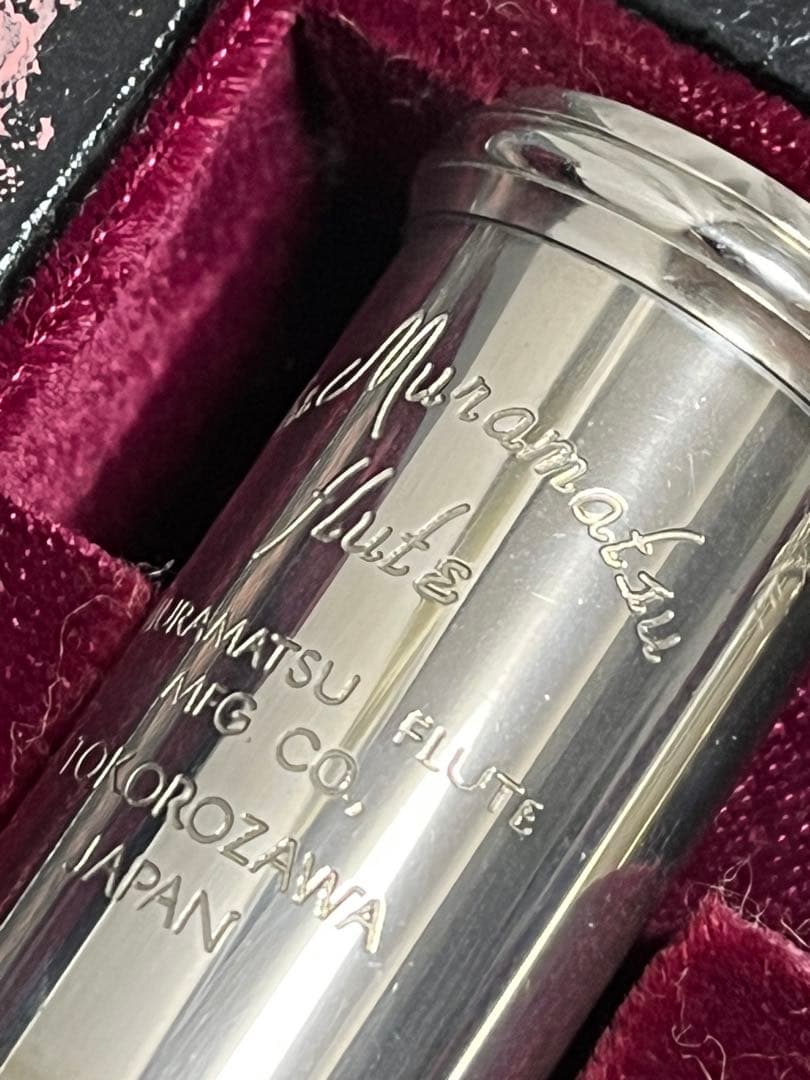 Muramatsu
flute
MURAMATSU FLUTE
MFG. CO.,
TOKOROZAWA
JAPAN